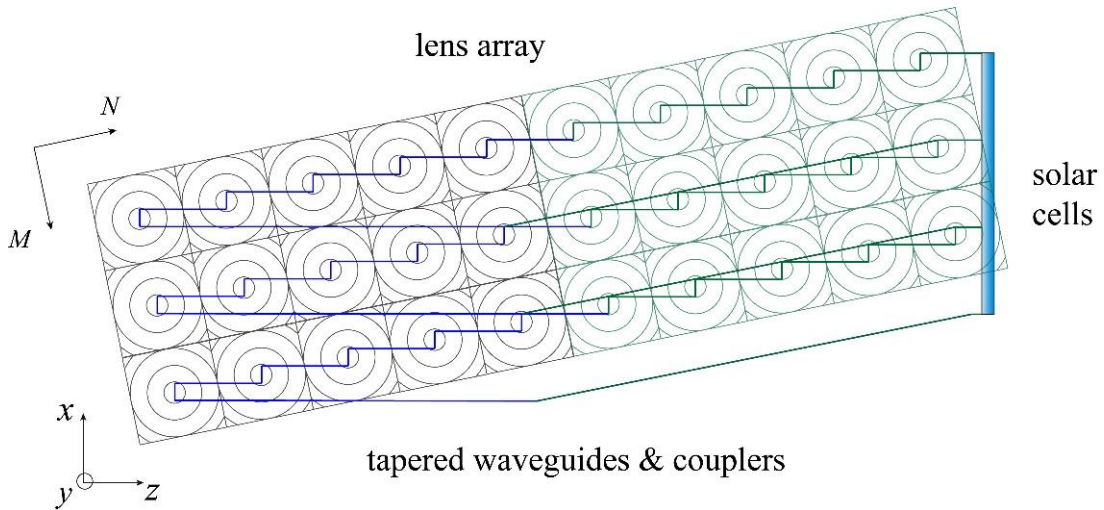 lens array
N
M
solar
cells
x
y
z
tapered waveguides & couplers